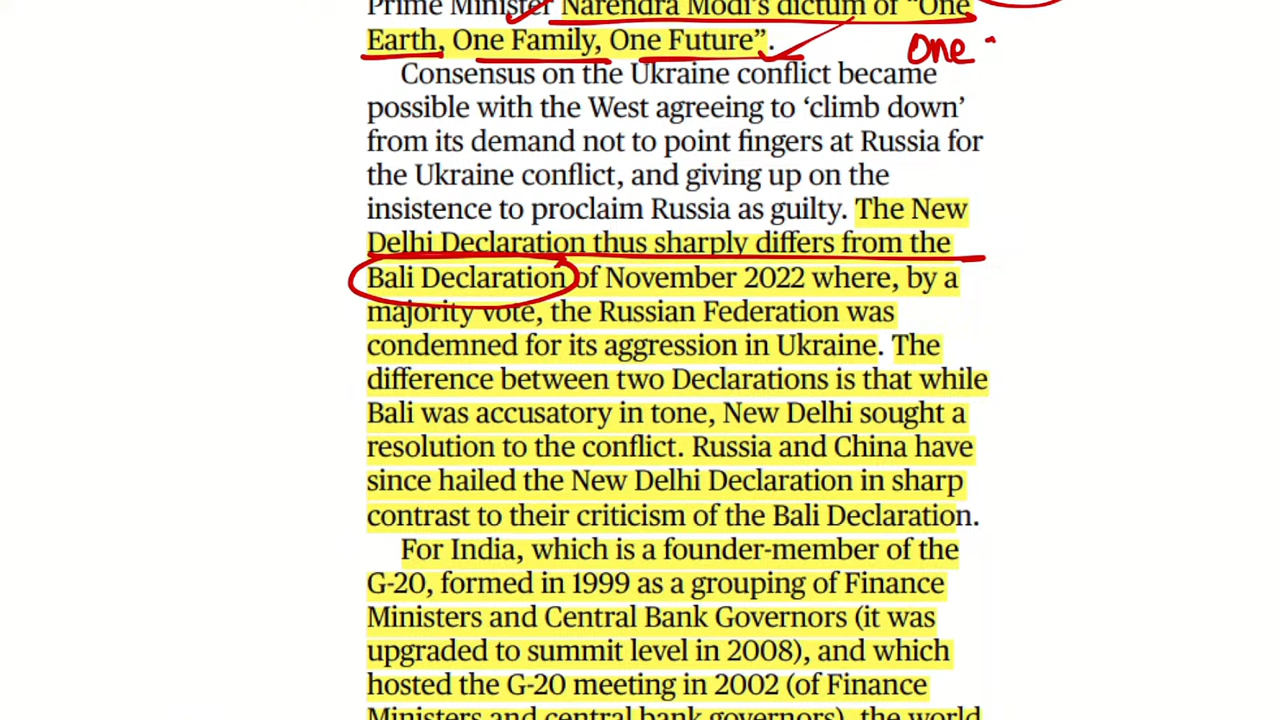 Prime Minister Narendra Modi's dictum of “One
Earth, One Family, One Future”.
One
Consensus on the Ukraine conflict became
possible with the West agreeing to ‘climb down’
from its demand not to point fingers at Russia for
the Ukraine conflict, and giving up on the
insistence to proclaim Russia as guilty. The New
Delhi Declaration thus sharply differs from the
Bali Declaration of November 2022 where, by a
majority vote, the Russian Federation was
condemned for its aggression in Ukraine. The
difference between two Declarations is that while
Bali was accusatory in tone, New Delhi sought a
resolution to the conflict. Russia and China have
since hailed the New Delhi Declaration in sharp
contrast to their criticism of the Bali Declaration.
For India, which is a founder-member of the
G-20, formed in 1999 as a grouping of Finance
Ministers and Central Bank Governors (it was
upgraded to summit level in 2008), and which
hosted the G-20 meeting in 2002 (of Finance
Ministers and central bank governors), the world